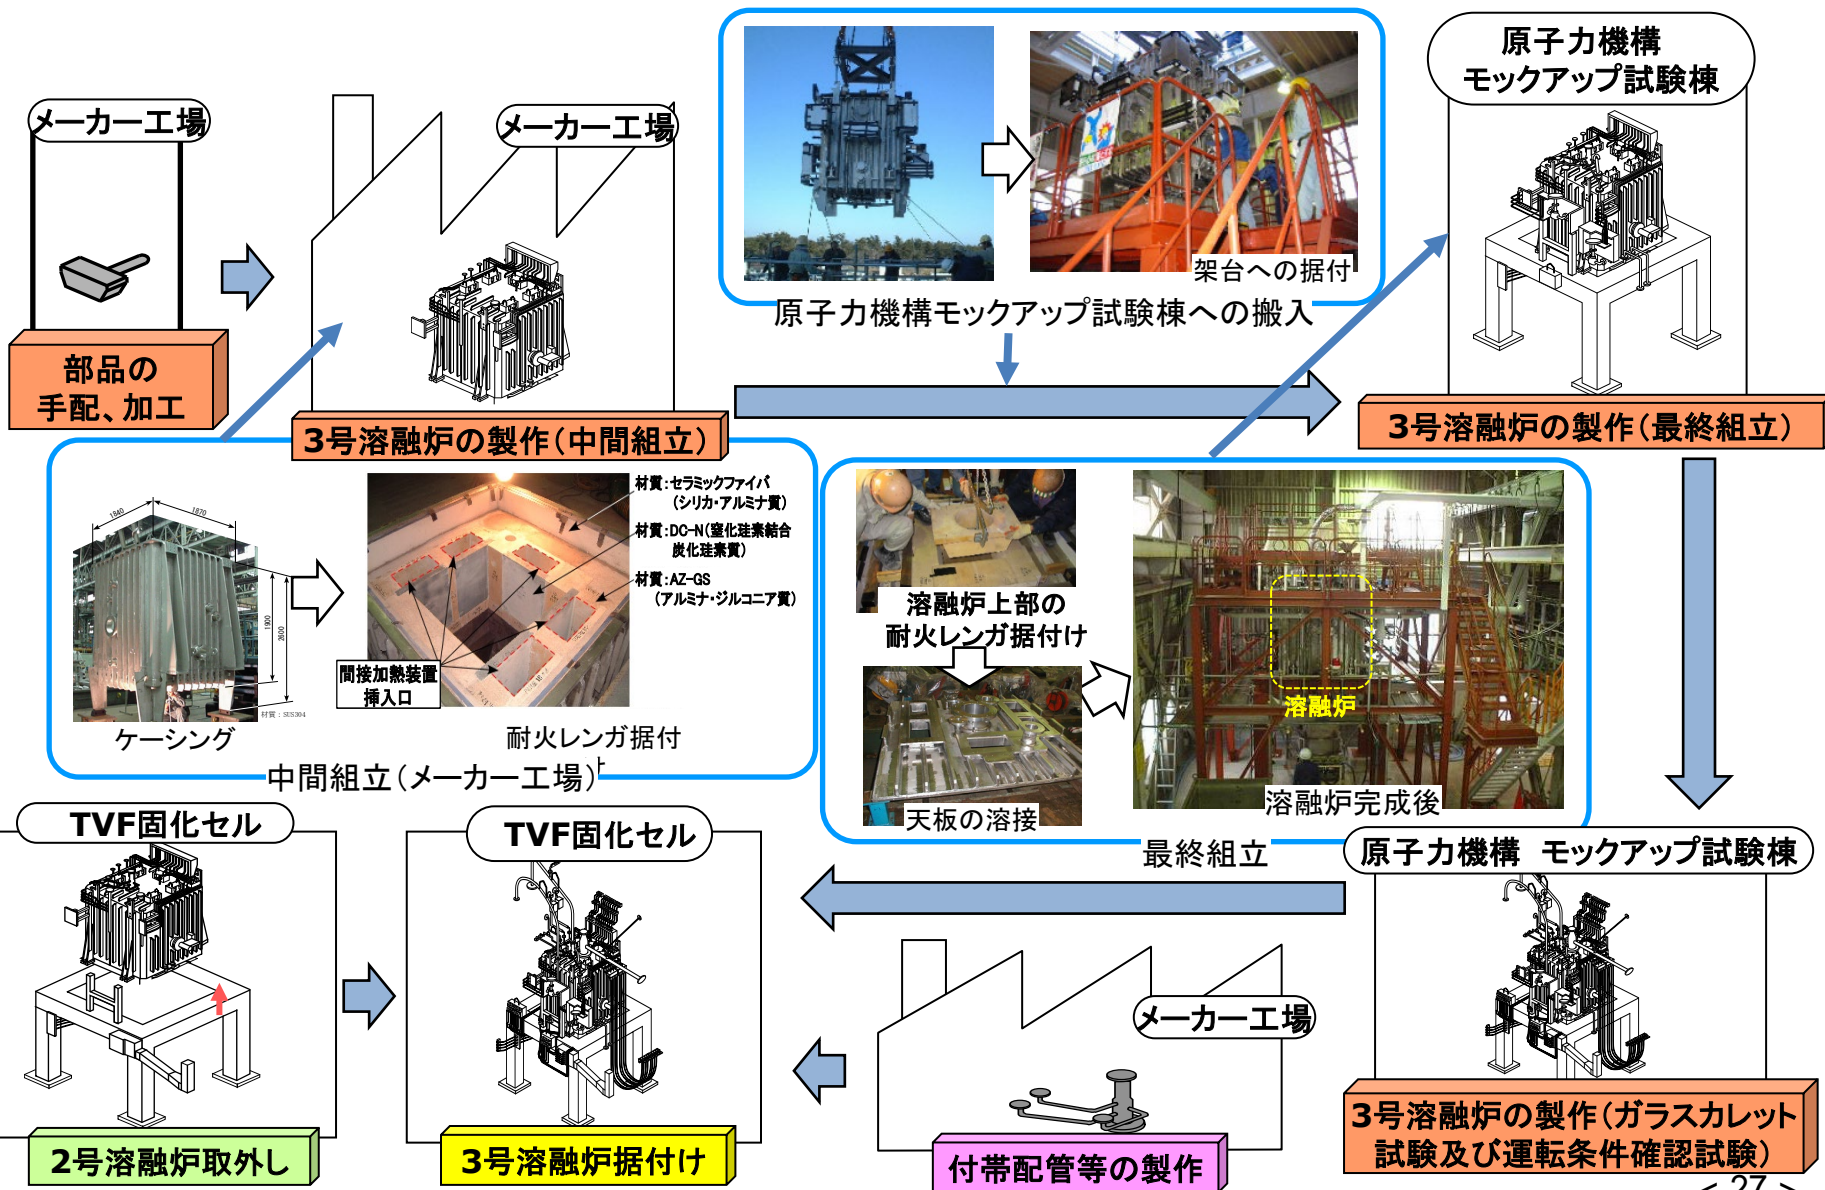 メーカー工場
部品の
手配、加工
メーカー工場
3号溶融炉の製作(中間組立)
架台への据付
原子力機構モックアップ試験棟への搬入
原子力機構
モックアップ試験棟
3号溶融炉の製作(最終組立)
1840
1870
1900
2600
材質:SUS304
ケーシング
材質:セラミックファイバ
(シリカ・アルミナ質)
材質:DC-N(窒化珪素結合
炭化珪素質)
材質:AZ-GS
(アルミナ・ジルコニア質)
間接加熱装置
挿入口
耐火レンガ据付
中間組立(メーカー工場)
溶融炉上部の
耐火レンガ据付け
天板の溶接
溶融炉
溶融炉完成後
最終組立
原子力機構 モックアップ試験棟
3号溶融炉の製作(ガラスカレット
試験及び運転条件確認試験)
TVF固化セル
2号溶融炉取外し
TVF固化セル
3号溶融炉据付け
メーカー工場
付帯配管等の製作
< 27 >